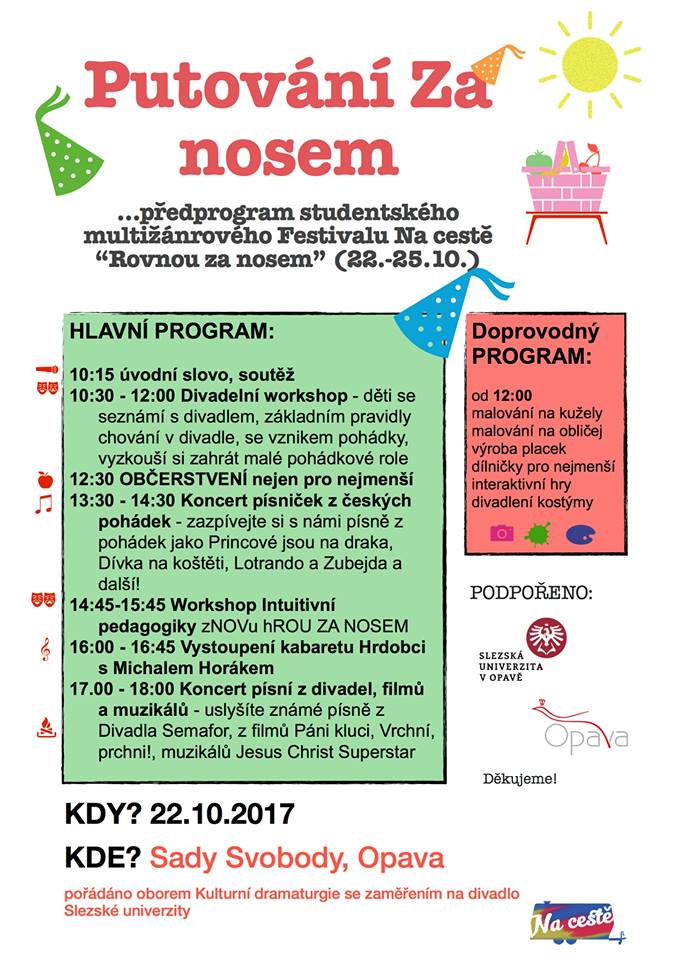 Putování Za
nosem
...předprogram studentského
multižánrového Festivalu Na cestě
“Rovnou za nosem” (22.-25.10.)
HLAVNÍ PROGRAM:
10:15 úvodní slovo, soutěž
10:30 - 12:00 Divadelní workshop - děti se
seznámí s divadlem, základním pravidly
chování v divadle, se vznikem pohádky,
vyzkouší si zahrát malé pohádkové role
12:30 OBČERSTVENÍ nejen pro nejmenší
13:30 - 14:30 Koncert písniček z českých
pohádek - zazpívejte si s námi písně z
pohádek jako Princové jsou na draka,
Dívka na koštěti, Lotrando a Zubejda a
další!
14:45-15:45 Workshop Intuitivní
pedagogiky zNOVu hROU ZA NOSEM
16:00 - 16:45 Vystoupení kabaretu Hrdobci
s Michalem Horákem
17.00 - 18:00 Koncert písní z divadel, filmů
a muzikálů - uslyšíte známé písně z
Divadla Semafor, z filmů Páni kluci, Vrchní,
prchni!, muzikálů Jesus Christ Superstar
Doprovodný
PROGRAM:
od 12:00
malování na kužely
malování na obličej
výroba placek
dílničky pro nejmenší
interaktivní hry
divadlení kostýmy
PODPOŘENO:
SLEZSKÁ
UNIVERZITA
V OPAVĚ
Opava
Děkujeme!
KDY? 22.10.2017
KDE? Sady Svobody, Opava
pořádáno oborem Kulturní dramaturgie se zaměřením na divadlo
Slezské univerzity
Na cestě